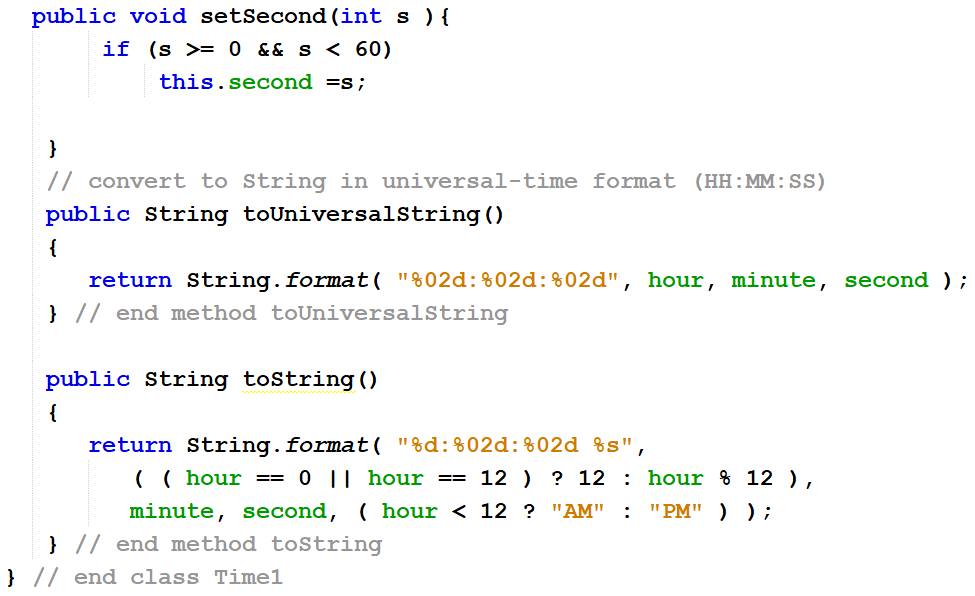 public void setSecond(int s ){
if (s >= 0 && s < 60)
this.second =s;
}
// convert to String in universal-time format (HH:MM:SS)
public String toUniversalString()
{
return String.format( "%02d:%02d:%02d", hour, minute, second );
} // end method toUniversalString
public String toString()
{
return String.format( "%d:%02d:%02d %s",
( ( hour == 0 || hour == 12 ) ? 12 : hour % 12 ),
minute, second, ( hour < 12 ? "AM" : "PM" ) );
} // end method toString
} // end class Time1